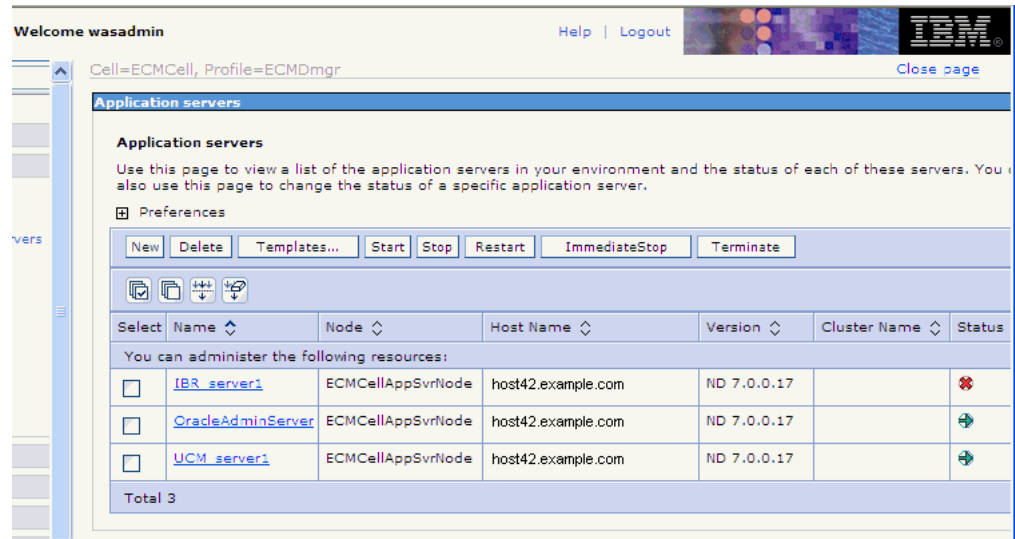 Welcome wasadmin
Help | Logout
IBM®
Cell=ECMCell, Profile=ECMDmgr
Close page
Application servers
Application servers
Use this page to view a list of the application servers in your environment and the status of each of these servers. You
also use this page to change the status of a specific application server.
Preferences
vers
New Delete Templates... Start Stop Restart ImmediateStop Terminate
Select Name Node Host Name Version Cluster Name Status
You can administer the following resources:
IBR_server1 ECMCellAppSvrNode host42.example.com ND 7.0.0.17
OracleAdminServer ECMCellAppSvrNode host42.example.com ND 7.0.0.17
UCM_server1 ECMCellAppSvrNode host42.example.com ND 7.0.0.17
Total 3